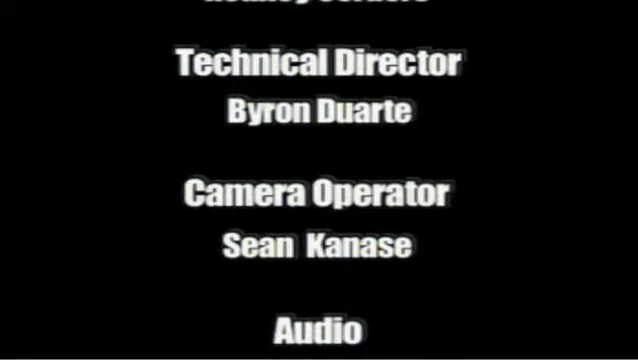 Technical Director
Byron Duarte
Camera Operator
Sean Kanase
Audio